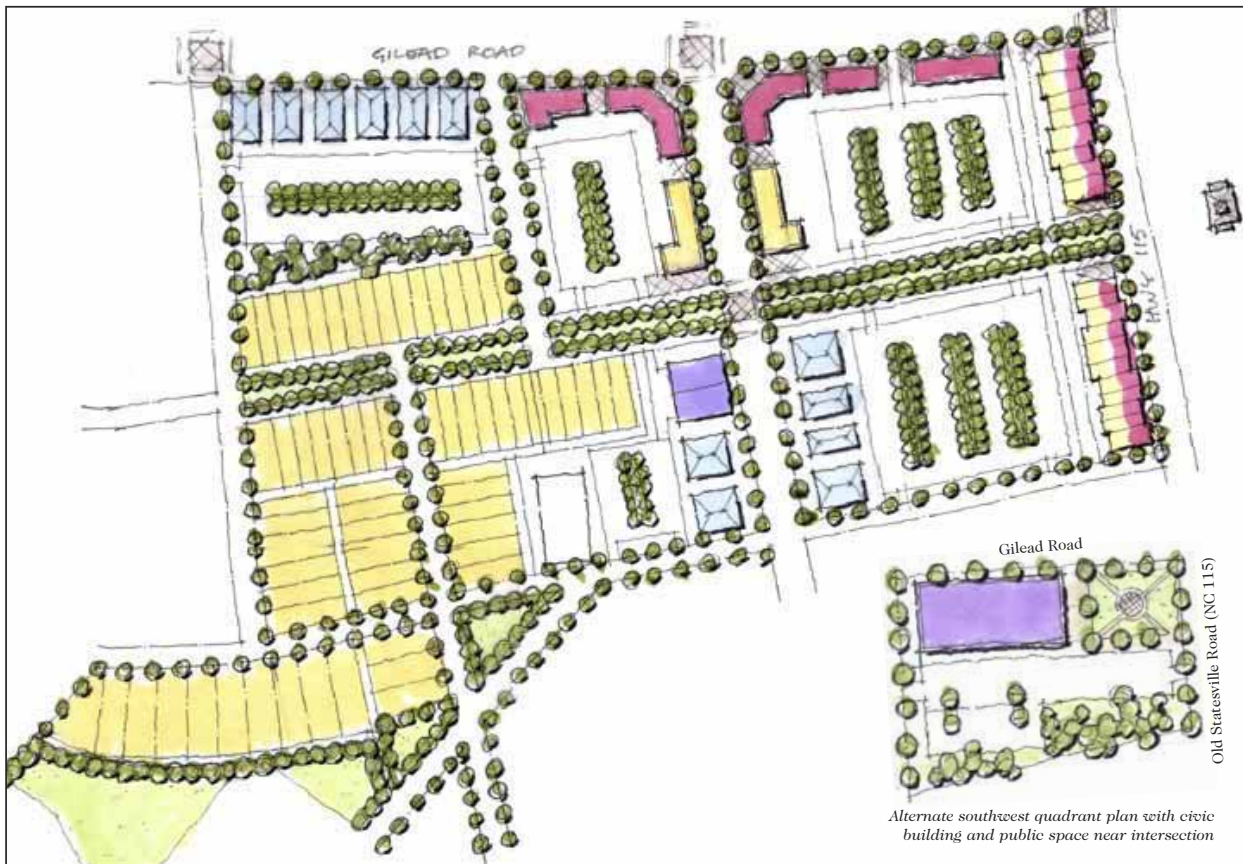 GILEAD ROAD
HWY 115
Gilead Road
Old Statesville Road (NC 115)
Alternate southwest quadrant plan with civic
building and public space near intersection